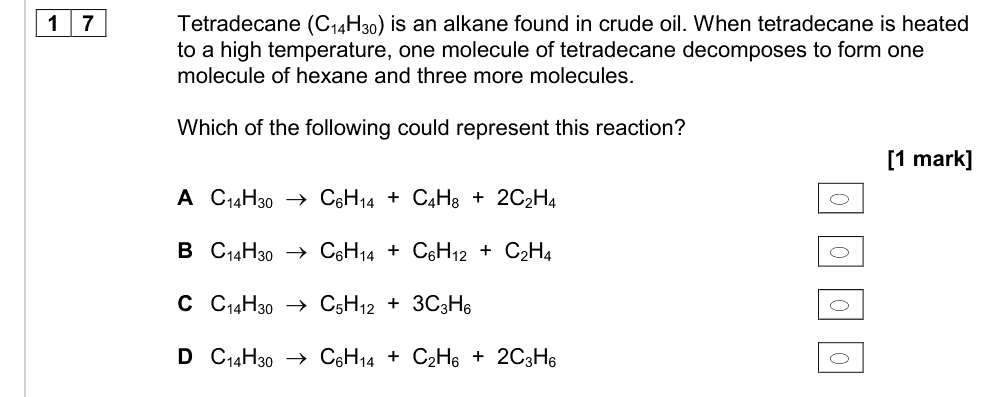 1 7 Tetradecane (C₁₄H₃₀) is an alkane found in crude oil. When tetradecane is heated
to a high temperature, one molecule of tetradecane decomposes to form one
molecule of hexane and three more molecules.
Which of the following could represent this reaction?
[1 mark]
A C₁₄H₃₀ → C₆H₁₄ + C₄H₈ + 2C₂H₄
B C₁₄H₃₀ → C₆H₁₄ + C₆H₁₂ + C₂H₄
C C₁₄H₃₀ → C₅H₁₂ + 3C₃H₆
D C₁₄H₃₀ → C₆H₁₄ + C₂H₆ + 2C₃H₆